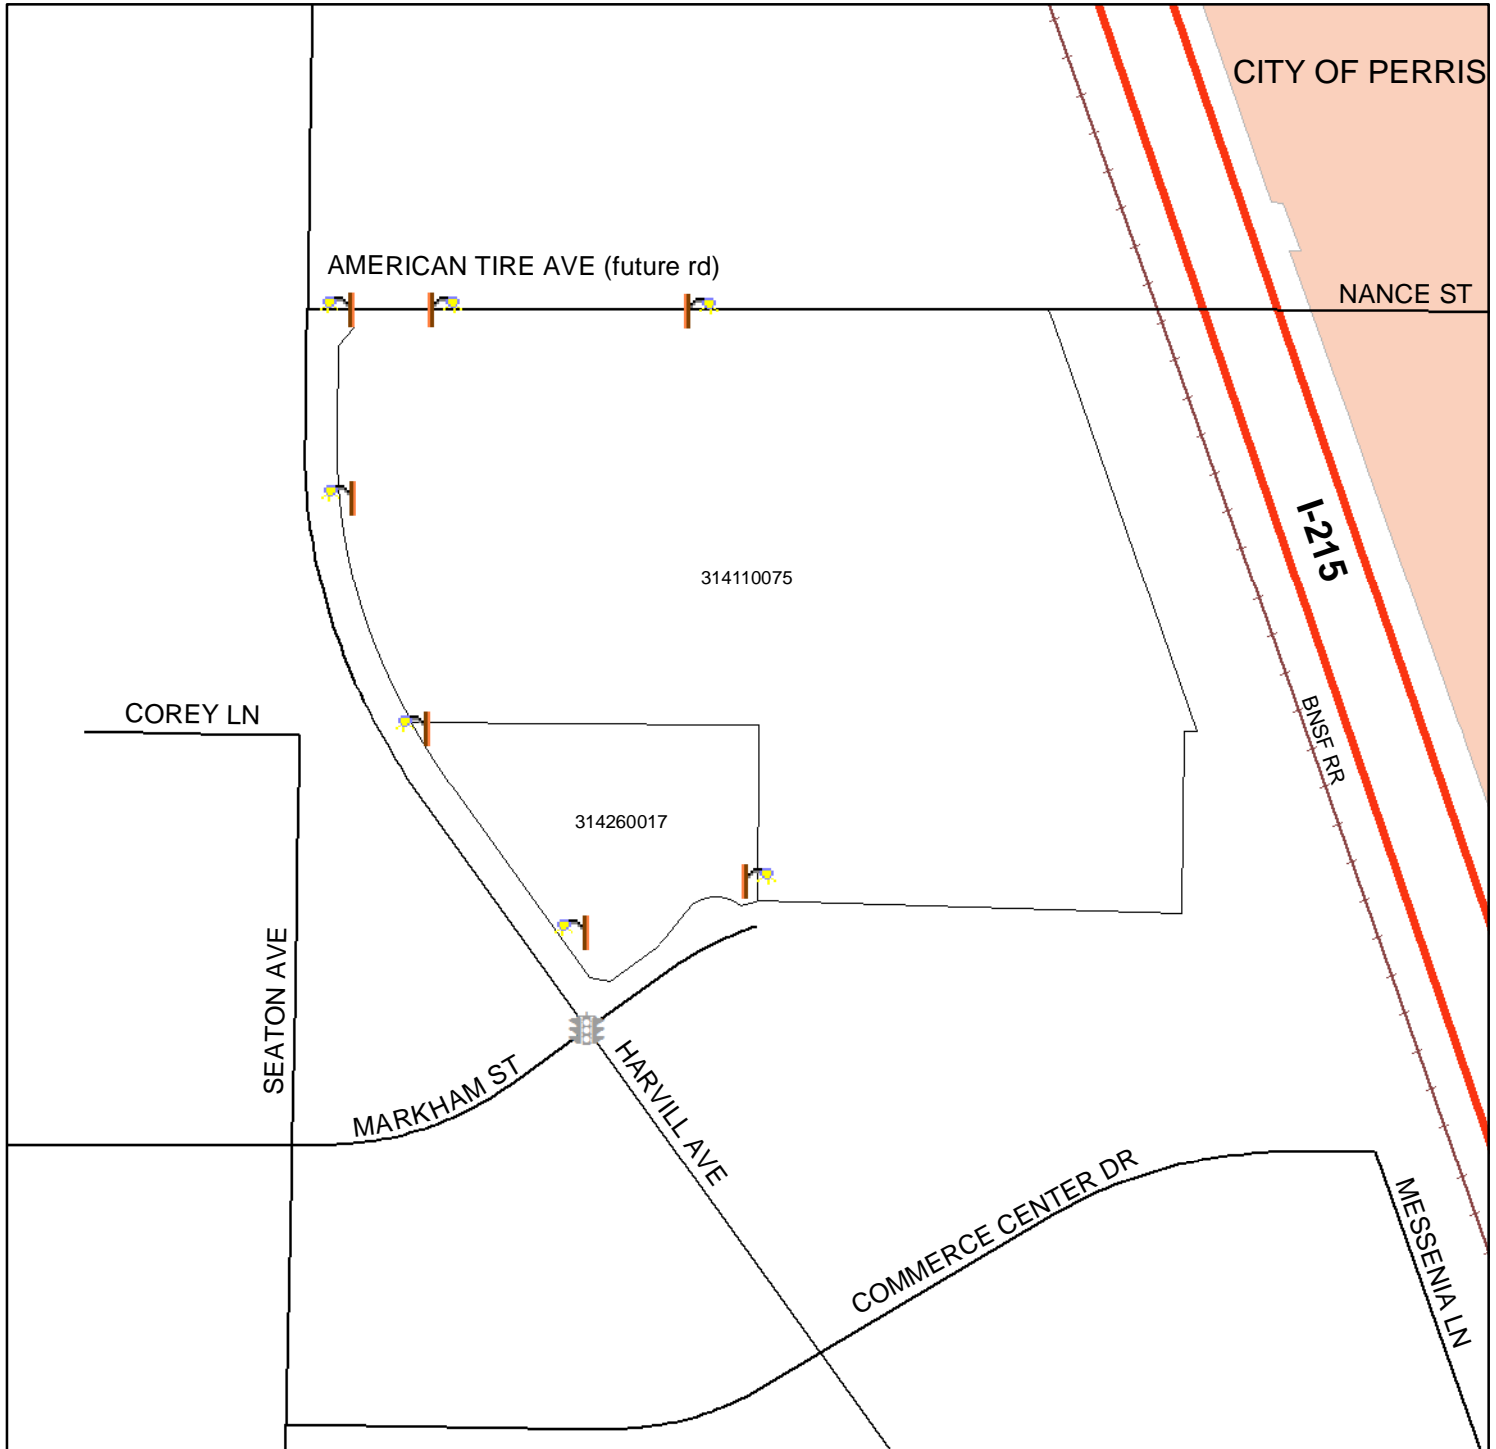 CITY OF PERRIS
AMERICAN TIRE AVE (future rd)
NANCE ST
I-215
314110075
COREY LN
BNSF RR
314260017
SEATON AVE
MARKHAM ST
HARVILL AVE
COMMERCE CENTER DR
MESSENIA LN